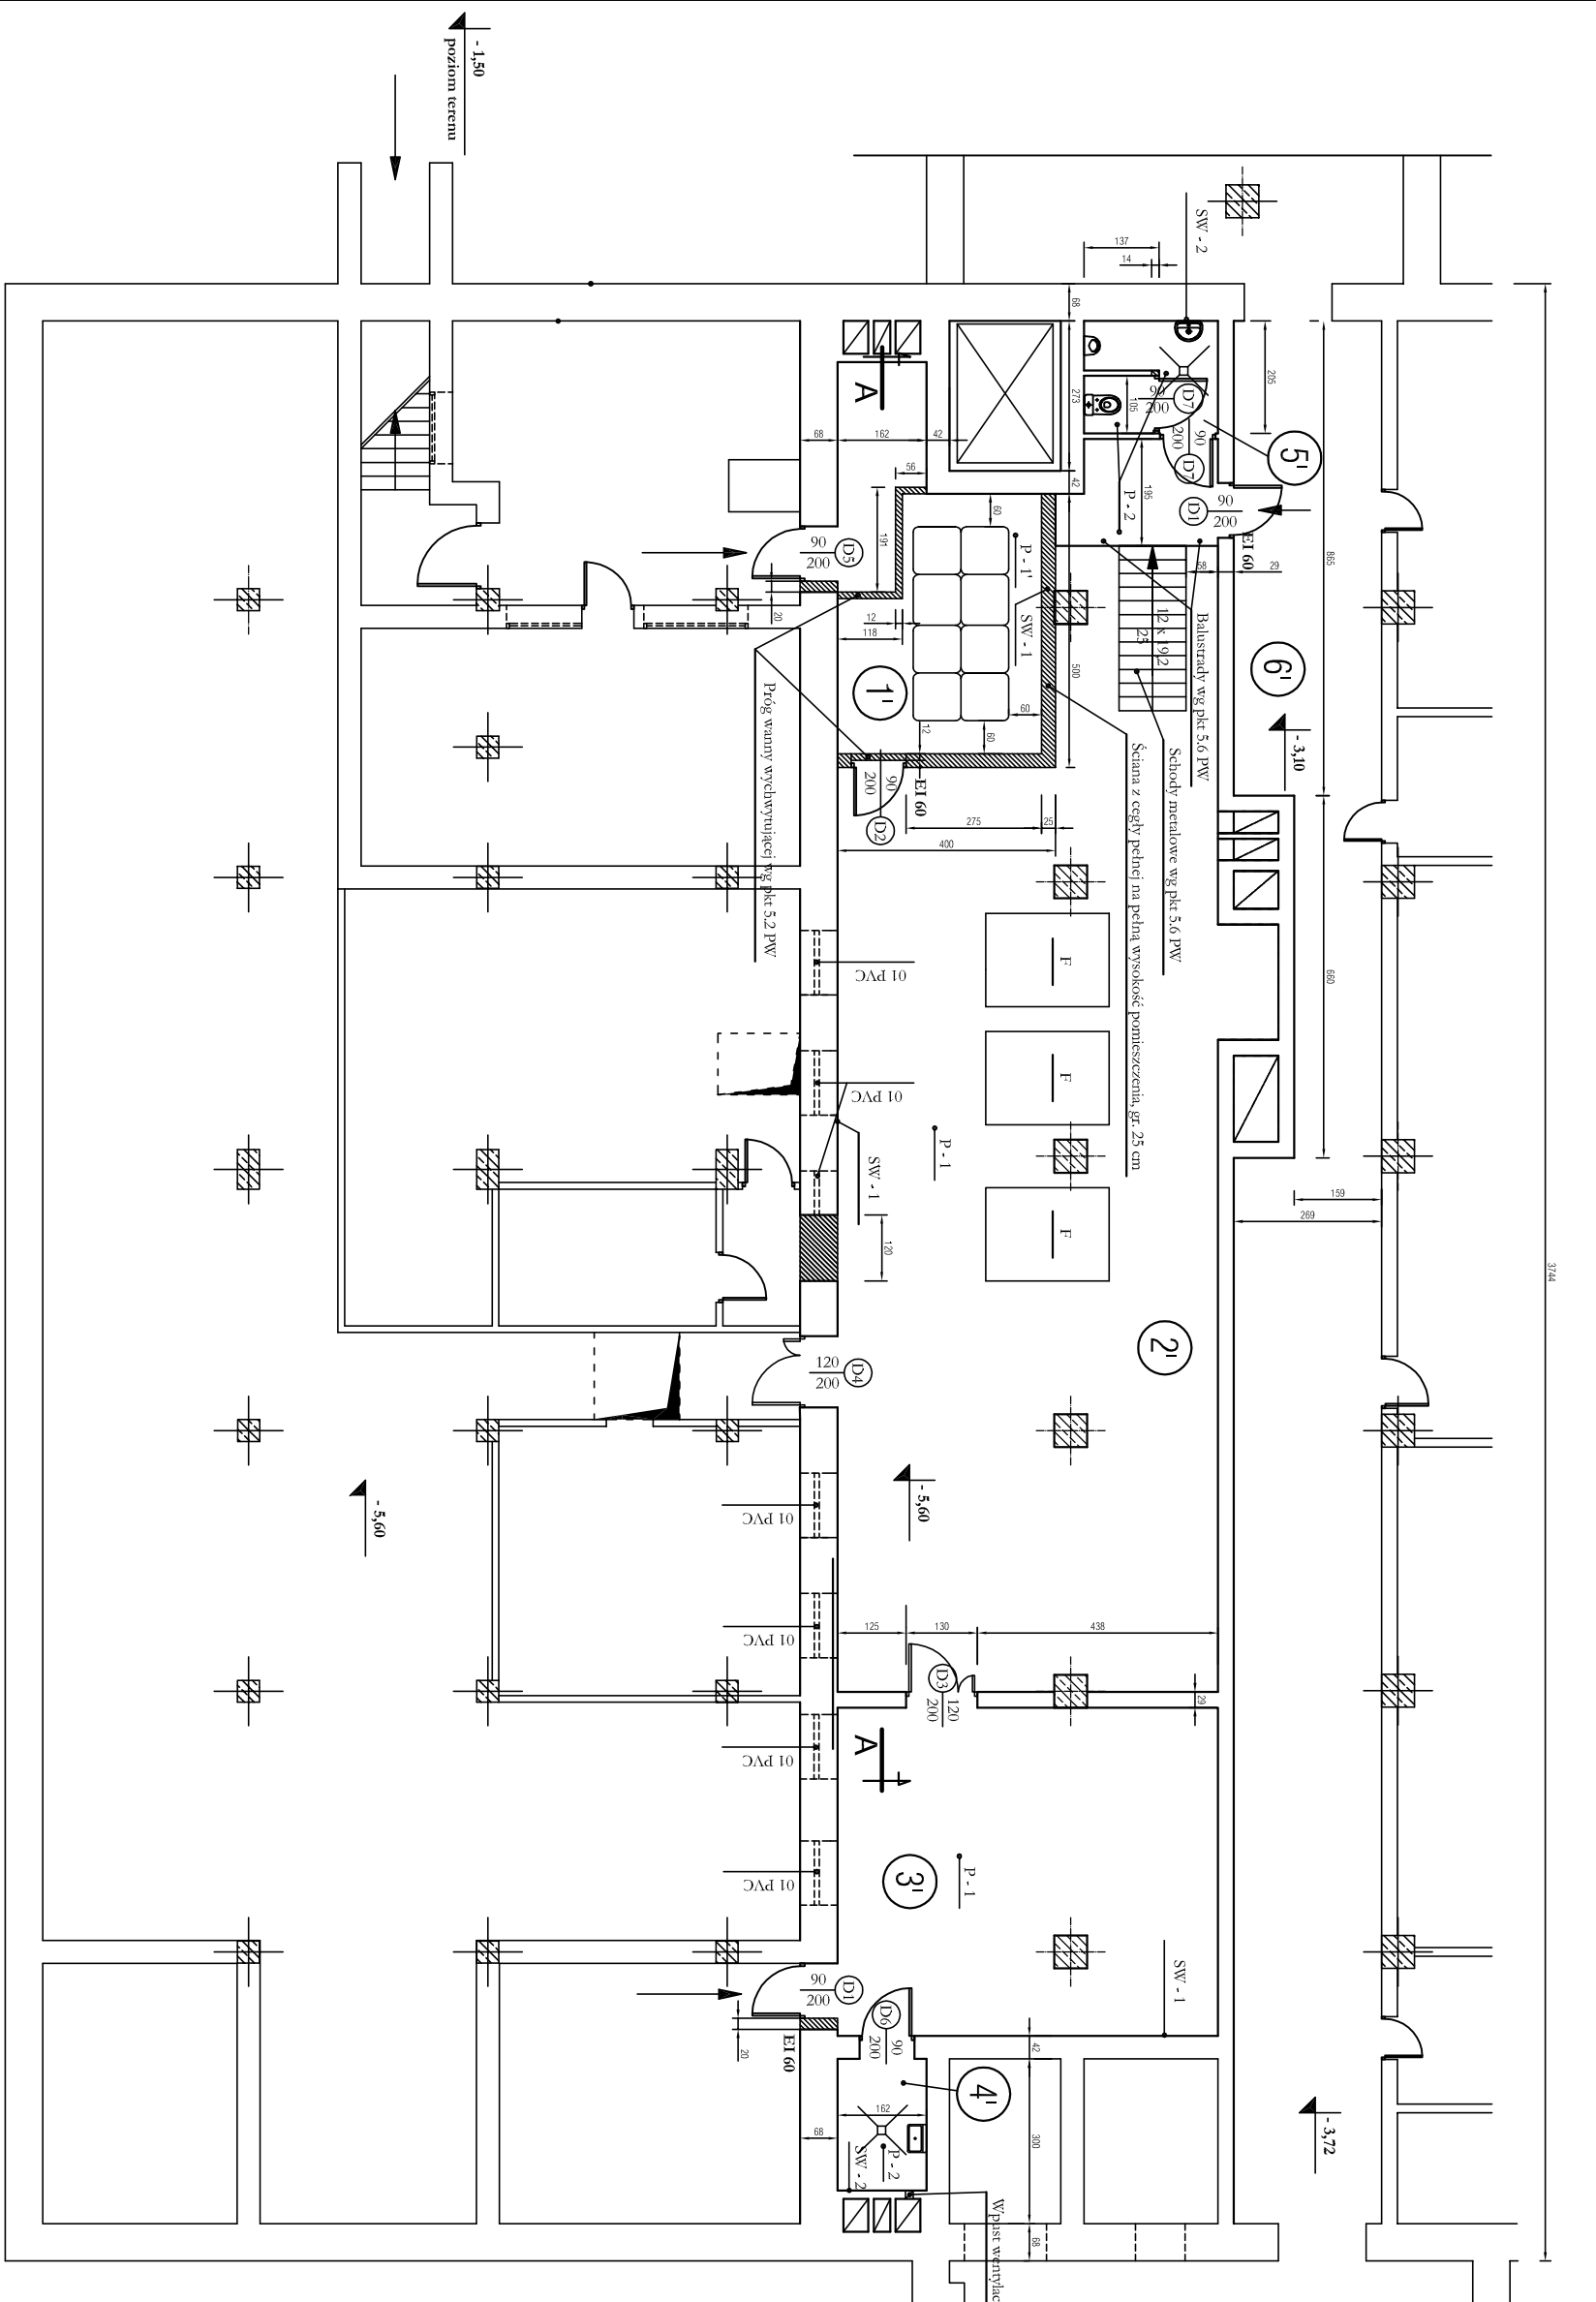 - 1,50
poziom terenu
SW - 2
137
14
68
205
273
105
90
200
D7
90
200
D7
5'
A
68
162
42
56
42
195
P - 2
D1
90
200
EI 60
58
29
865
191
60
P - 1'
SW - 1
90
200
D5
20
12
118
1'
500
60
60
12
12 x 19,2
25
Balustrady wg pkt 5.6 PW
6'
- 3,10
Próg wanny wychwytującej wg pkt 5.2 PW
Schody metalowe wg pkt 5.6 PW
Ściana z cegły pełnej na pełną wysokość pomieszczenia, gr. 25 cm
90
200
D2
EI 60
275
25
400
660
F
F
F
01 PVC
01 PVC
P - 1
SW - 1
120
159
269
3744
2'
120
200
D4
- 5,60
- 5,60
01 PVC
01 PVC
125
130
438
D3
120
200
29
A
01 PVC
01 PVC
3'
P - 1
SW - 1
90
200
D1
D6
90
200
EI 60
20
42
4'
162
68
300
P - 2
SW - 2
- 3,72
68
Wpust wentylac